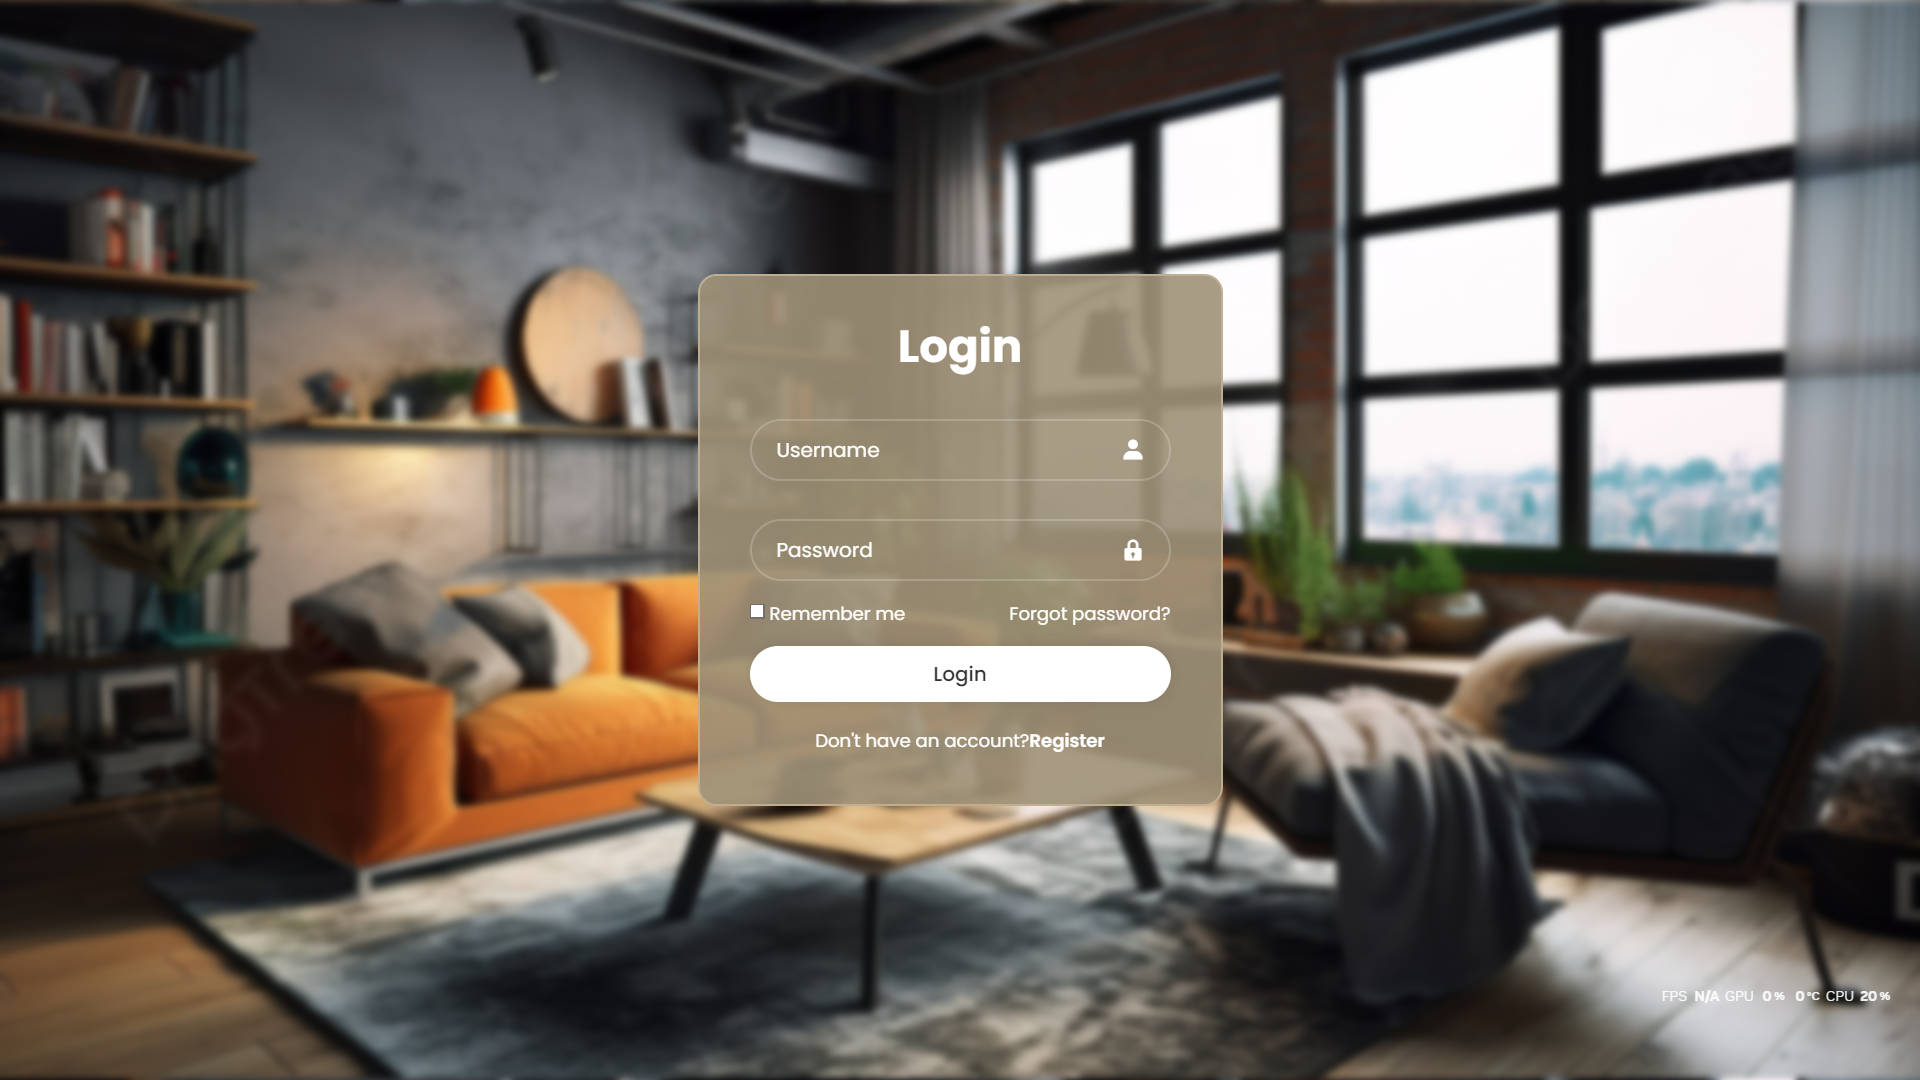 Login
Username
Password
Remember me Forgot password?
Login
Don't have an account?Register
FPS N/A GPU 0% 0°C CPU 20%